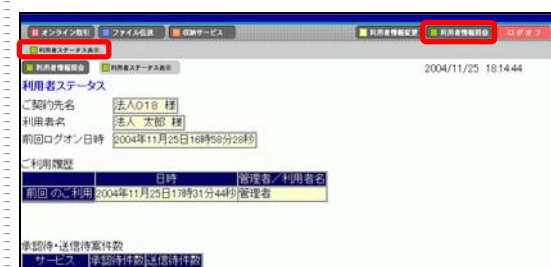 オンライン取引 ファイル伝送 収納サービス 利用者情報変更 利用者情報照会 ログオフ
利用者ステータス表示
利用者情報照会 利用者ステータス表示 2004/11/25 18:14:44
利用者ステータス
ご契約先名 法人018 様
利用者名 法人 太郎 様
前回ログオン日時 2004年11月25日16時58分28秒
ご利用履歴
日時 管理者/利用者名
前回のご利用 2004年11月25日17時31分44秒 管理者
承認待・送信待案件数
サービス 承認待件数 送信待件数